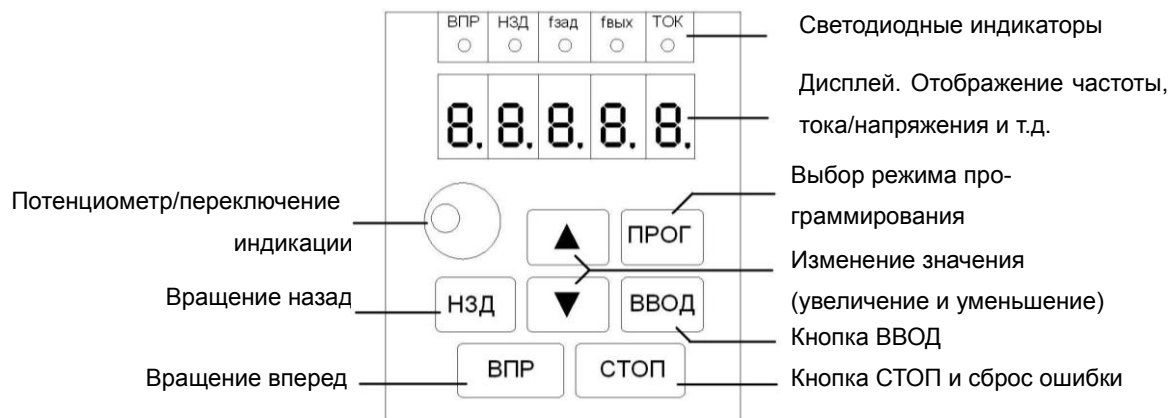 ВПР НЗД fзад fвых ТОК
Светодиодные индикаторы
8.8.8.8.8.
Дисплей. Отображение частоты,
тока/напряжения и т.д.
Потенциометр/переключение
индикации
Выбор режима про-
граммирования
ПРОГ
Изменение значения
(увеличение и уменьшение)
Вращение назад
НЗД
ВВОД
Кнопка ВВОД
Вращение вперед
ВПР
СТОП
Кнопка СТОП и сброс ошибки